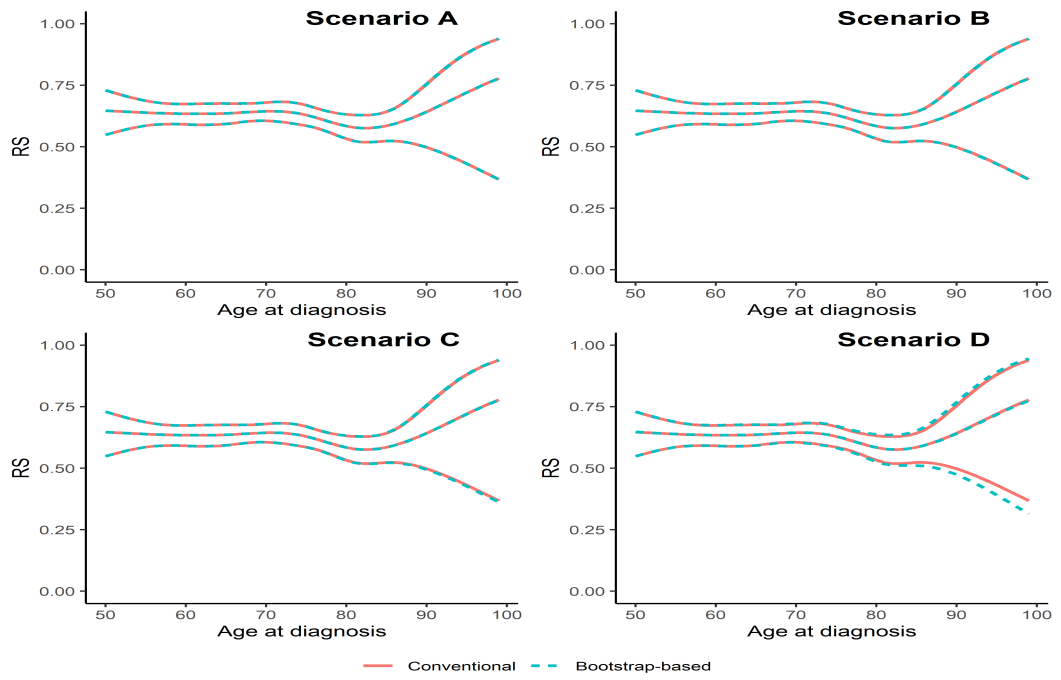 Scenario A
1.00
0.75
0.50
0.25
0.00
RS
50 60 70 80 90 100
Age at diagnosis
Scenario B
1.00
0.75
0.50
0.25
0.00
RS
50 60 70 80 90 100
Age at diagnosis
Scenario C
1.00
0.75
0.50
0.25
0.00
RS
50 60 70 80 90 100
Age at diagnosis
Scenario D
1.00
0.75
0.50
0.25
0.00
RS
50 60 70 80 90 100
Age at diagnosis
Conventional Bootstrap-based